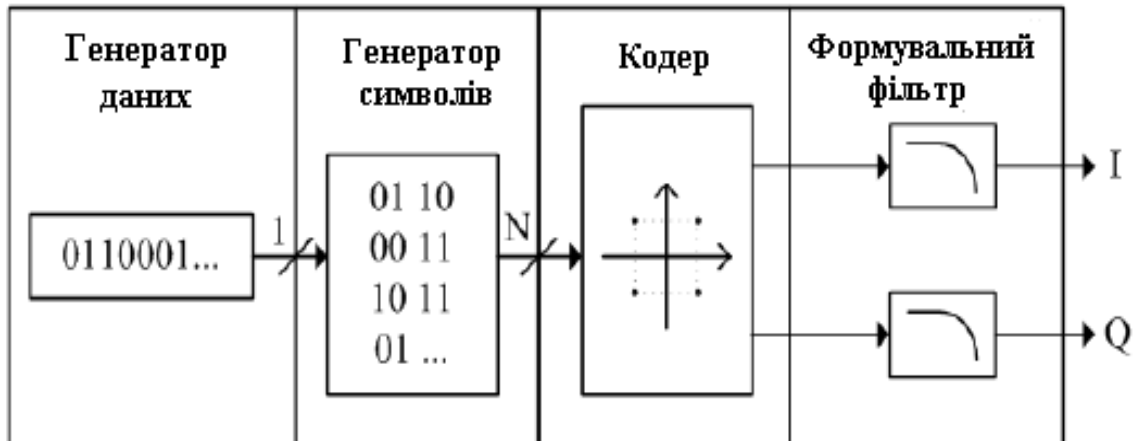 Генератор
даних
Генератор
символів
Кодер
Формувальний
фільтр
0110001...
1
01 10
00 11
10 11
01 ...
N
I
Q